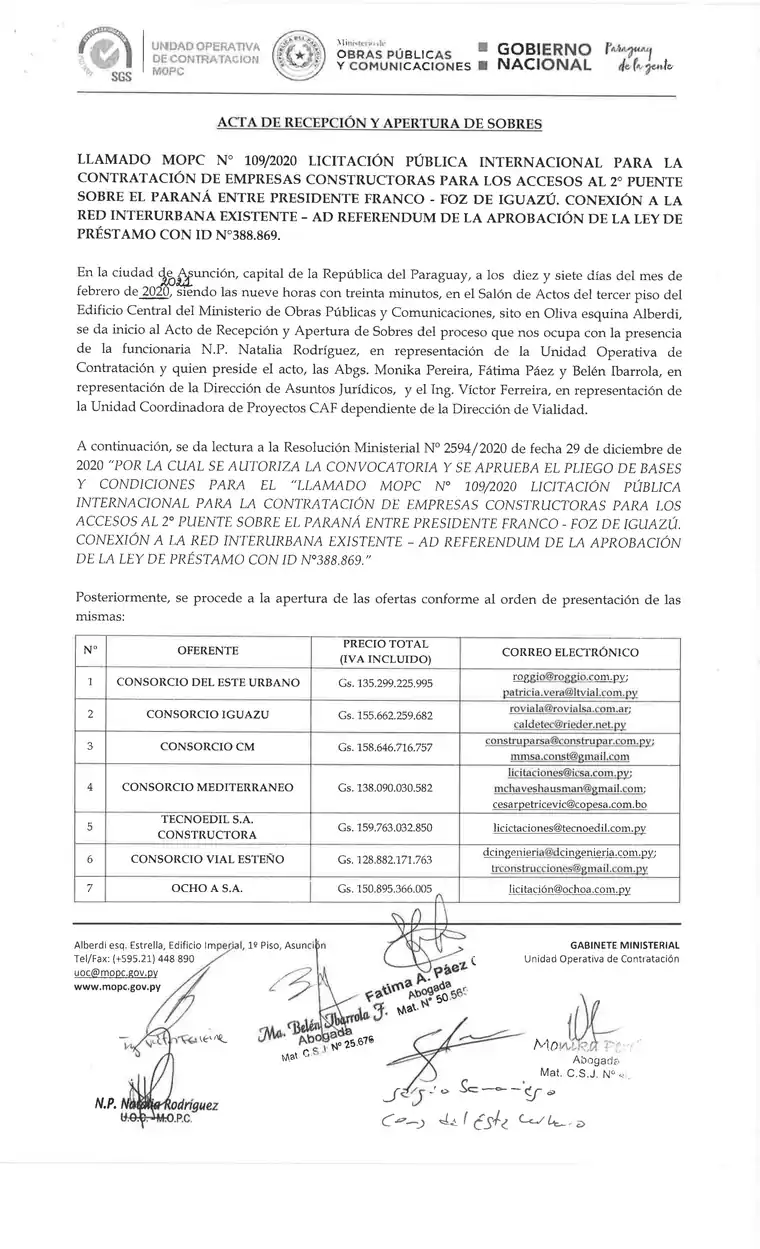 SGS
UNIDAD OPERATIVA
DE CONTRATACION
MOPC
Ministerio de
OBRAS PÚBLICAS
Y COMUNICACIONES
GOBIERNO
NACIONAL
Paraguay
de la gente
ACTA DE RECEPCIÓN Y APERTURA DE SOBRES
LLAMADO MOPC N° 109/2020 LICITACIÓN PÚBLICA INTERNACIONAL PARA LA
CONTRATACIÓN DE EMPRESAS CONSTRUCTORAS PARA LOS ACCESOS AL 2° PUENTE
SOBRE EL PARANÁ ENTRE PRESIDENTE FRANCO - FOZ DE IGUAZÚ. CONEXIÓN A LA
RED INTERURBANA EXISTENTE – AD REFERENDUM DE LA APROBACIÓN DE LA LEY DE
PRÉSTAMO CON ID N°388.869.
En la ciudad de Asunción, capital de la República del Paraguay, a los diez y siete días del mes de
2021
febrero de 2020, siendo las nueve horas con treinta minutos, en el Salón de Actos del tercer piso del
Edificio Central del Ministerio de Obras Públicas y Comunicaciones, sito en Oliva esquina Alberdi,
se da inicio al Acto de Recepción y Apertura de Sobres del proceso que nos ocupa con la presencia
de la funcionaria N.P. Natalia Rodríguez, en representación de la Unidad Operativa de
Contratación y quien preside el acto, las Abgs. Monika Pereira, Fátima Páez y Belén Ibarrola, en
representación de la Dirección de Asuntos Jurídicos, y el Ing. Víctor Ferreira, en representación de
la Unidad Coordinadora de Proyectos CAF dependiente de la Dirección de Vialidad.
A continuación, se da lectura a la Resolución Ministerial N° 2594/2020 de fecha 29 de diciembre de
2020 "POR LA CUAL SE AUTORIZA LA CONVOCATORIA Y SE APRUEBA EL PLIEGO DE BASES
Y CONDICIONES PARA EL "LLAMADO MOPC N° 109/2020 LICITACIÓN PÚBLICA
INTERNACIONAL PARA LA CONTRATACIÓN DE EMPRESAS CONSTRUCTORAS PARA LOS
ACCESOS AL 2° PUENTE SOBRE EL PARANÁ ENTRE PRESIDENTE FRANCO - FOZ DE IGUAZÚ.
CONEXIÓN A LA RED INTERURBANA EXISTENTE – AD REFERENDUM DE LA APROBACIÓN
DE LA LEY DE PRÉSTAMO CON ID N°388.869."
Posteriormente, se procede a la apertura de las ofertas conforme al orden de presentación de las
mismas:
N° OFERENTE PRECIO TOTAL (IVA INCLUIDO) CORREO ELECTRÓNICO
1 CONSORCIO DEL ESTE URBANO Gs. 135.299.225.995 roggio@roggio.com.py;
patricia.vera@ltvial.com.py
2 CONSORCIO IGUAZU Gs. 155.662.259.682 roviala@rovialsa.com.ar;
caldetec@rieder.net.py
3 CONSORCIO CM Gs. 158.646.716.757 construparsa@construpar.com.py;
mmsa.const@gmail.com
4 CONSORCIO MEDITERRANEO Gs. 138.090.030.582 licitaciones@icsa.com.py;
mchaveshausman@gmail.com;
cesarpetricevic@copesa.com.bo
5 TECNOEDIL S.A. CONSTRUCTORA Gs. 159.763.032.850 licictaciones@tecnoedil.com.py
6 CONSORCIO VIAL ESTEÑO Gs. 128.882.171.763 dcingenieria@dcingenieria.com.py;
trconstrucciones@gmail.com.py
7 OCHO A S.A. Gs. 150.895.366.005 licitación@ochoa.com.py
Alberdi esq. Estrella, Edificio Imperial, 1º Piso, Asunción
Tel/Fax: (+595.21) 448 890
uoc@mopc.gov.py
www.mopc.gov.py
GABINETE MINISTERIAL
Unidad Operativa de Contratación
Fatima A. Páez
Abogada
Mat. N° 50.565
Ma. Belén Ibarrola F.
Abogada
Mat. C.S.J. N° 25.676
Monika
Abogada
Mat. C.S.J. N°
N.P. Natalia Rodríguez
U.O.C. - M.O.P.C.
Sergio
Cons del Este Urbano